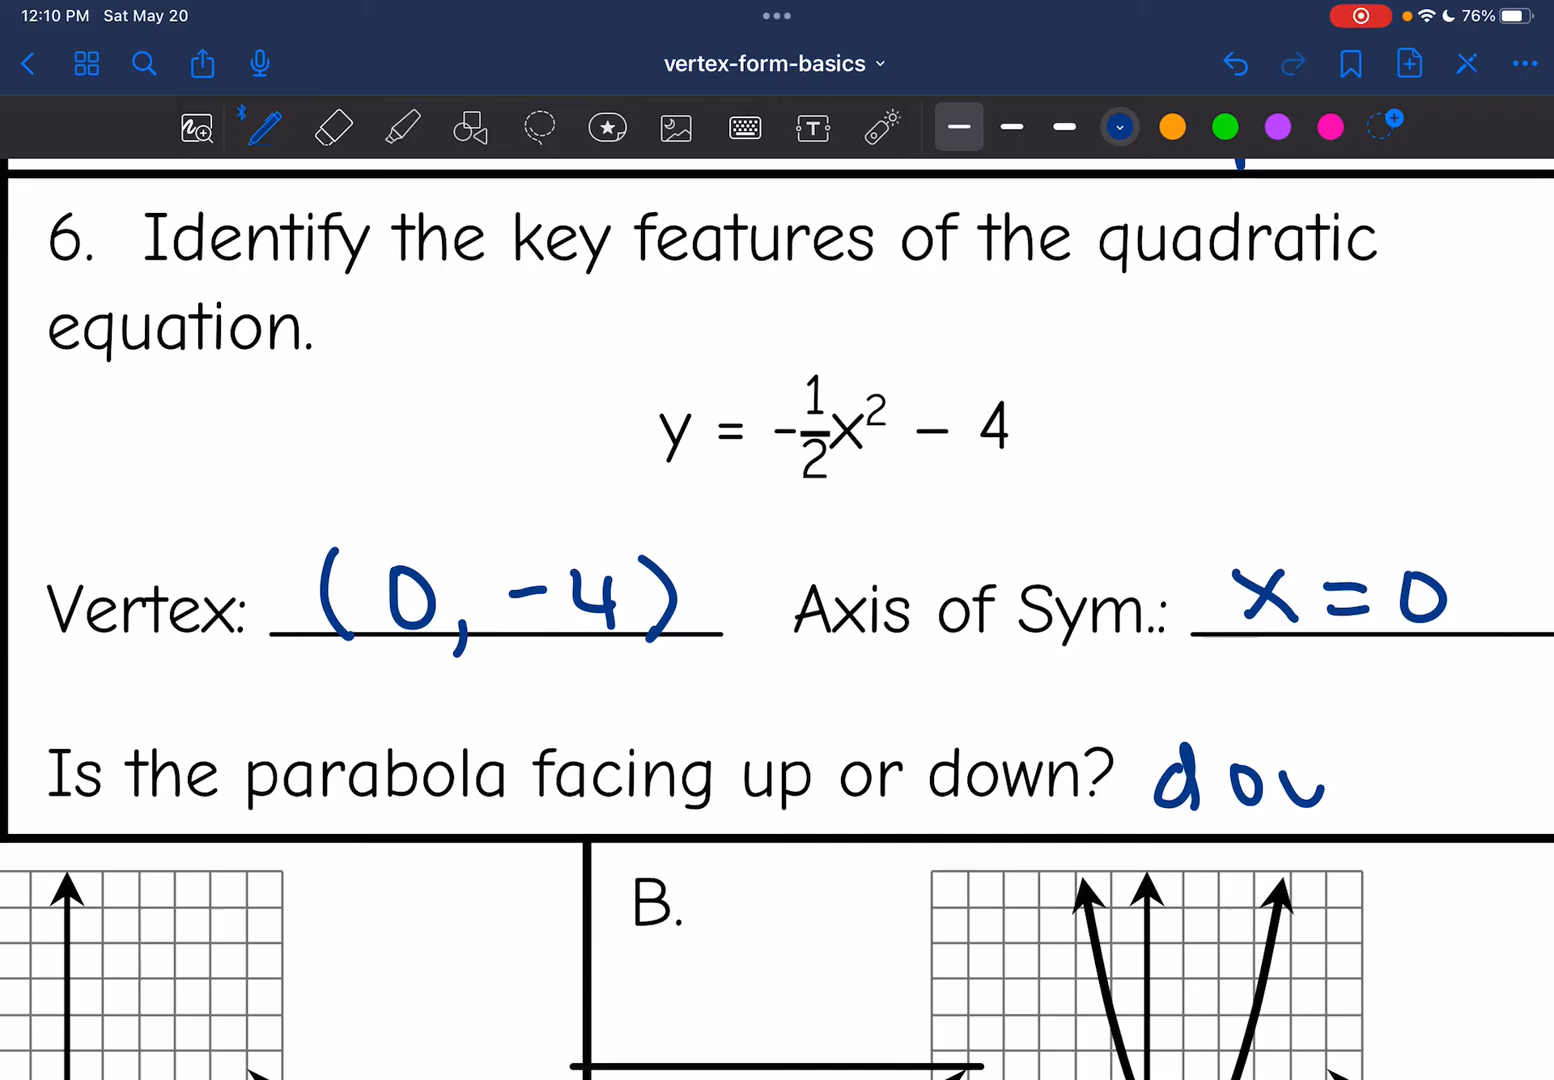 12:10 PM Sat May 20
76%
vertex-form-basics
T
6. Identify the key features of the quadratic
equation.
y = -1/2x² - 4
Vertex: (0, -4) Axis of Sym.: x = 0
Is the parabola facing up or down? dov
B.